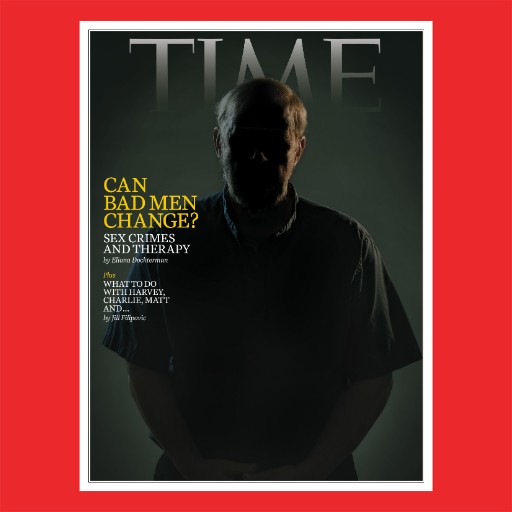 TIME
CAN
BAD MEN
CHANGE?
SEX CRIMES
AND THERAPY
by Eliana Dockterman
Plus
WHAT TO DO
WITH HARVEY,
CHARLIE, MATT
AND...
by Jill Filipovic